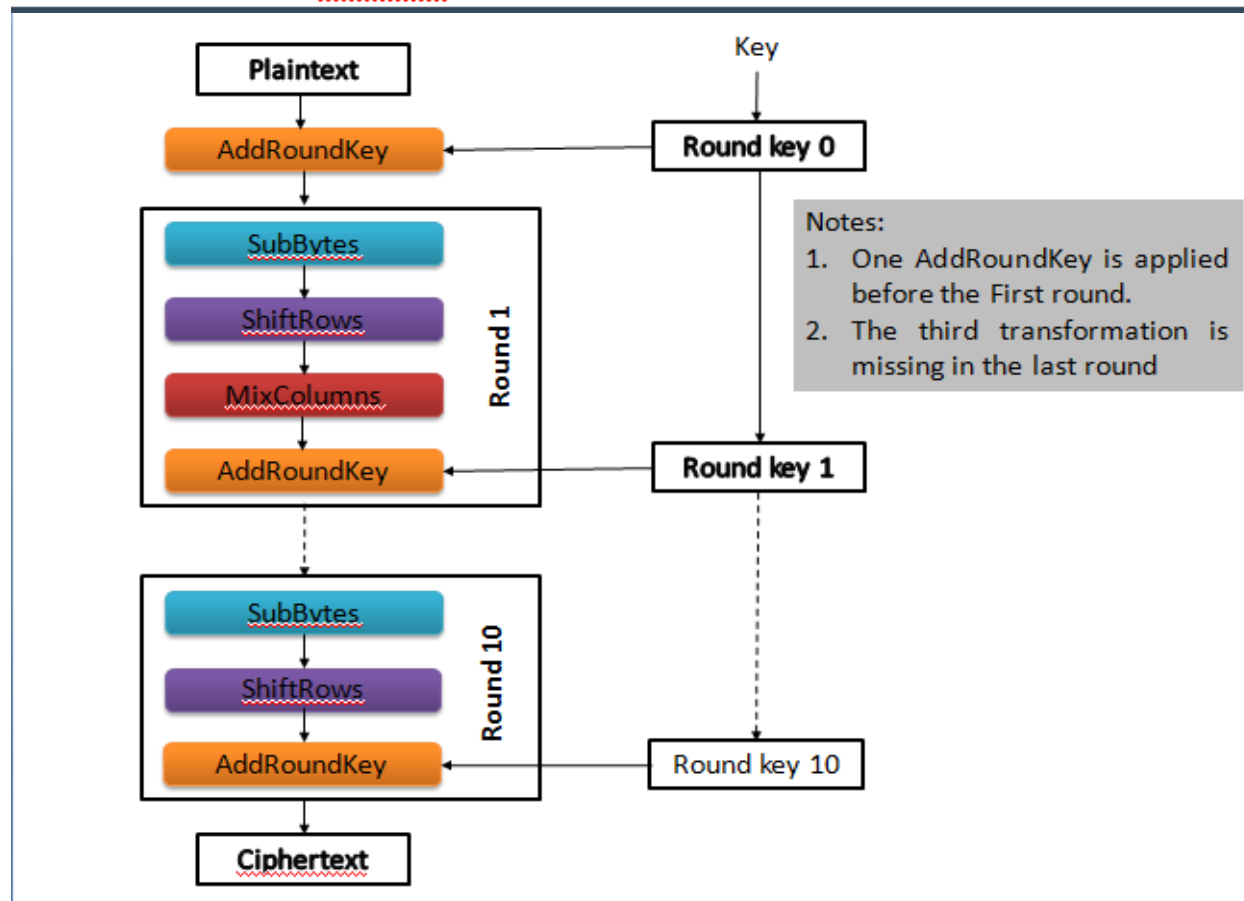 Plaintext
Key
AddRoundKey
Round key 0
SubBytes
ShiftRows
MixColumns
AddRoundKey
Round 1
Round key 1
Notes:
1. One AddRoundKey is applied
before the First round.
2. The third transformation is
missing in the last round
SubBytes
ShiftRows
AddRoundKey
Round 10
Round key 10
Ciphertext